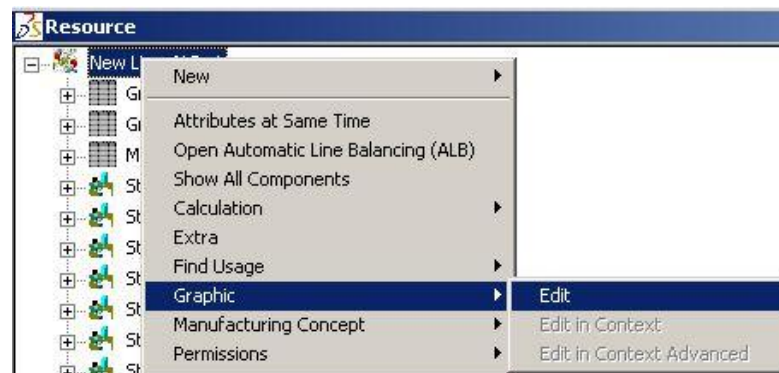 Resource
New L
New
Gr
Attributes at Same Time
Gr
Open Automatic Line Balancing (ALB)
M
Show All Components
St
Calculation
St
Extra
St
Find Usage
St
Graphic
Edit
St
Manufacturing Concept
Edit in Context
St
Permissions
Edit in Context Advanced
St